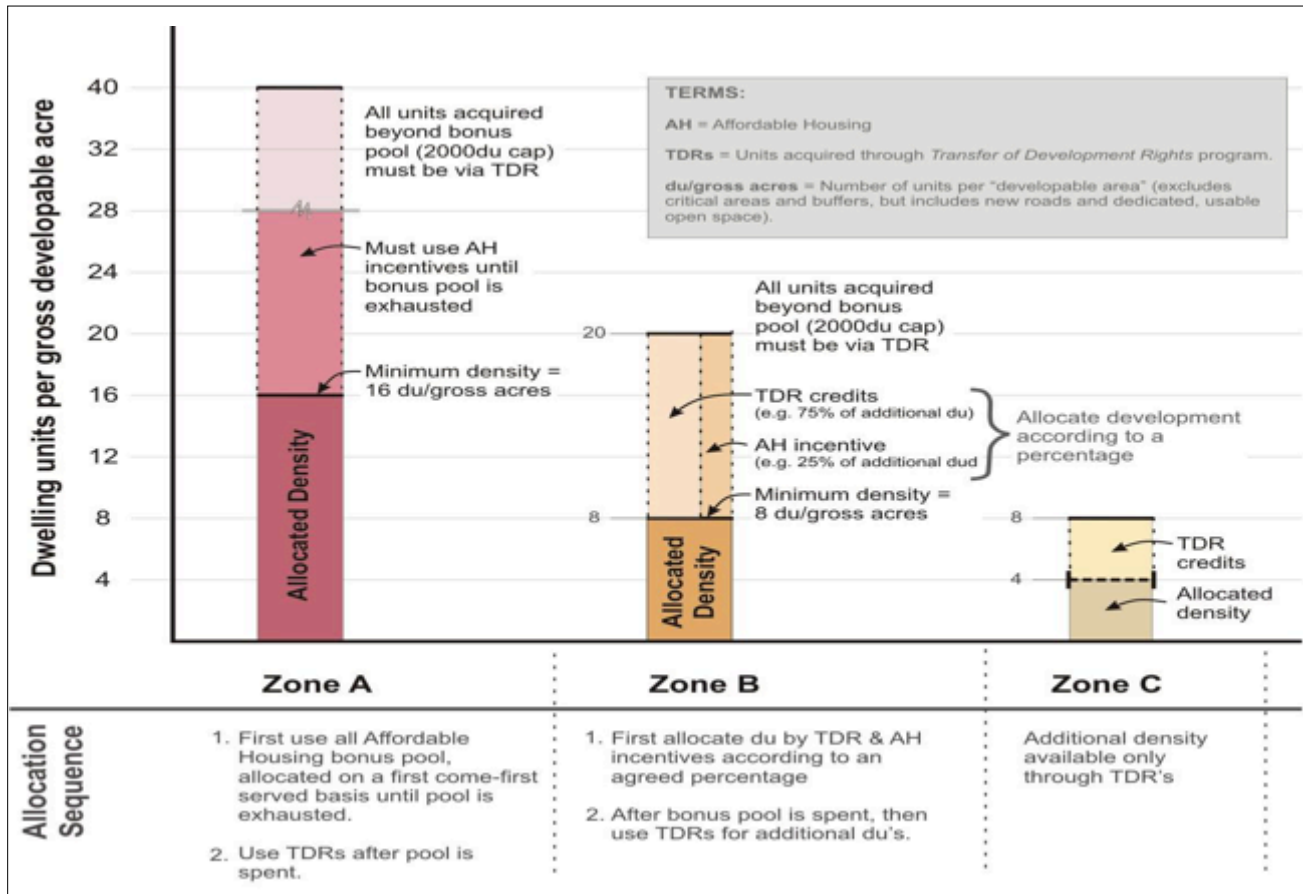 Dwelling units per gross developable acre
40
32
28
24
20
16
12
8
4
All units acquired
beyond bonus
pool (2000du cap)
must be via TDR
Must use AH
incentives until
bonus pool is
exhausted
Minimum density =
16 du/gross acres
Allocated Density
TERMS:
AH = Affordable Housing
TDRs = Units acquired through Transfer of Development Rights program.
du/gross acres = Number of units per "developable area" (excludes
critical areas and buffers, but includes new roads and dedicated, usable
open space).
All units acquired
beyond bonus
pool (2000du cap)
must be via TDR
20
TDR credits
(e.g. 75% of additional du)
AH incentive
(e.g. 25% of additional dud
Minimum density =
8 du/gross acres
8
Allocated
Density
Allocate development
according to a
percentage
8
TDR
credits
4
Allocated
density
Zone A
Zone B
Zone C
Allocation
Sequence
1. First use all Affordable
Housing bonus pool,
allocated on a first come-first
served basis until pool is
exhausted.
2. Use TDRs after pool is
spent.
1. First allocate du by TDR & AH
incentives according to an
agreed percentage
2. After bonus pool is spent, then
use TDRs for additional du's.
Additional density
available only
through TDR's